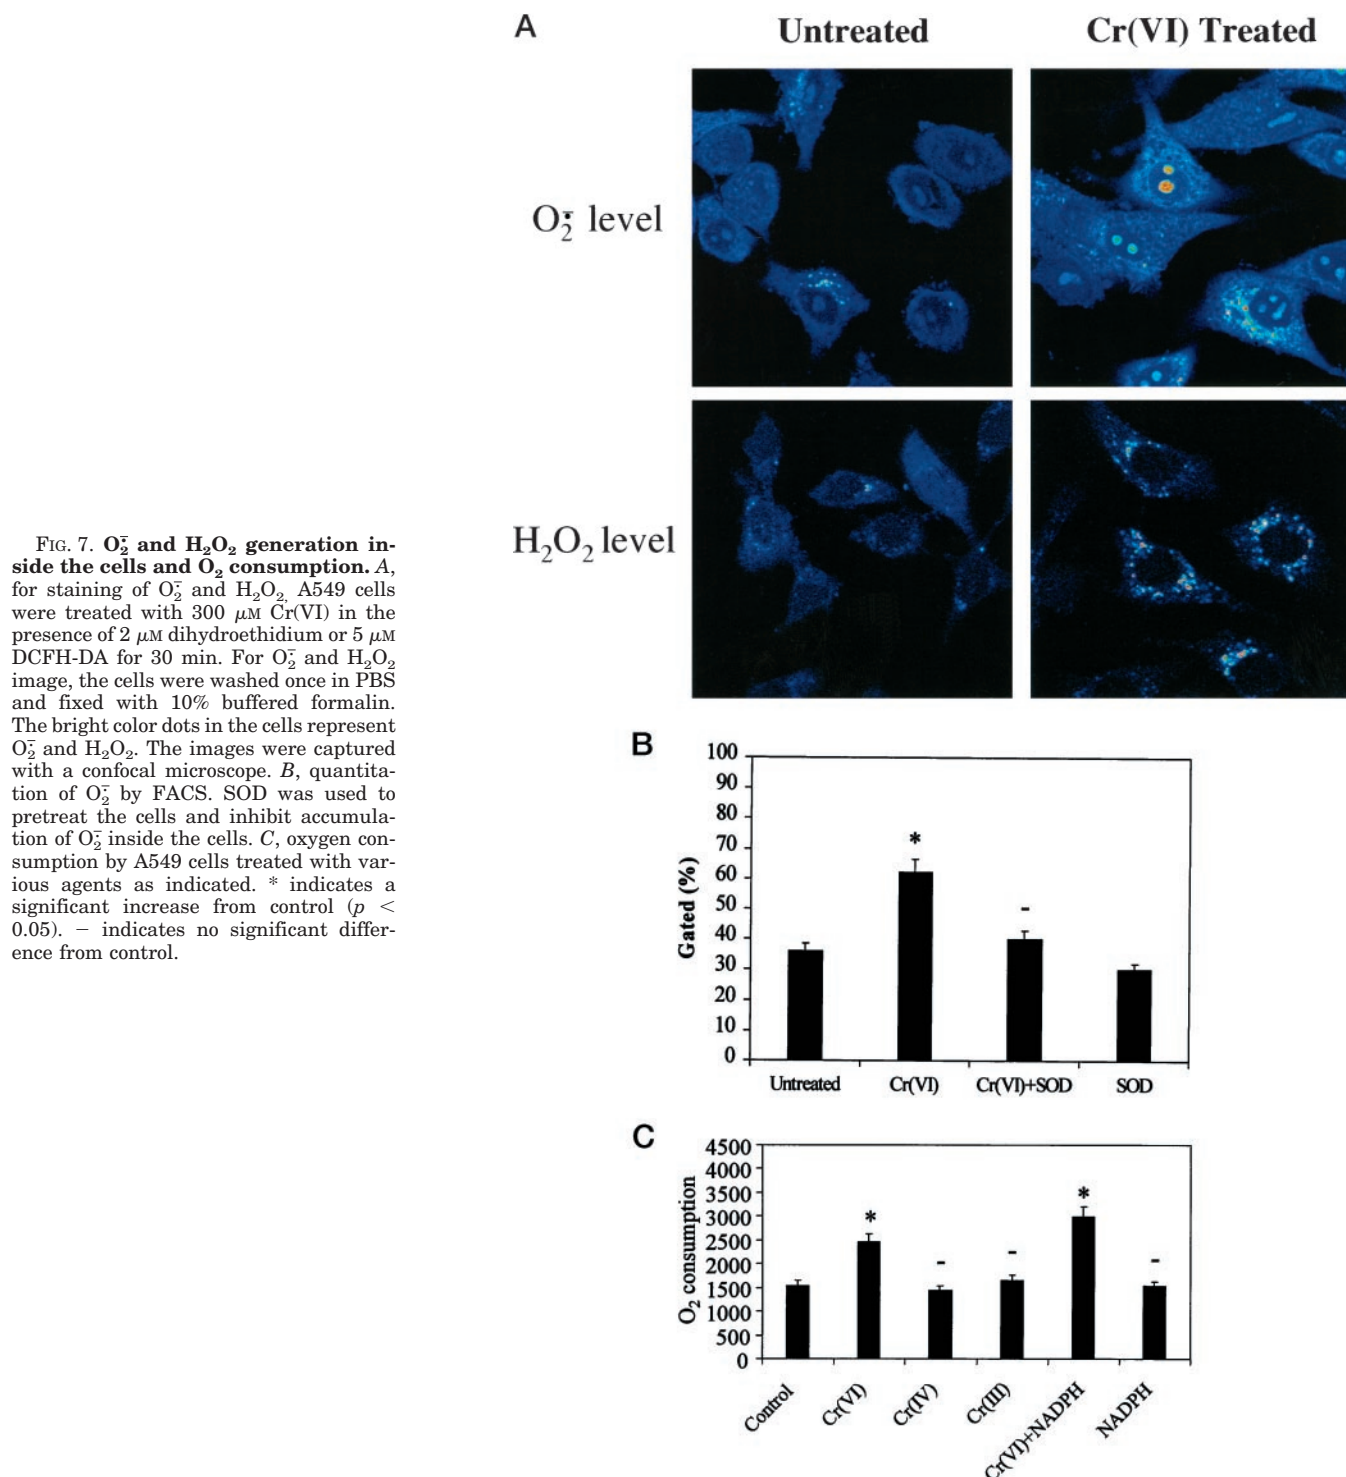 A
Untreated
Cr(VI) Treated
O₂•̄ level
H₂O₂ level
FIG. 7. O₂̄ and H₂O₂ generation in-
side the cells and O₂ consumption. A,
for staining of O₂̄ and H₂O₂, A549 cells
were treated with 300 μM Cr(VI) in the
presence of 2 μM dihydroethidium or 5 μM
DCFH-DA for 30 min. For O₂̄ and H₂O₂
image, the cells were washed once in PBS
and fixed with 10% buffered formalin.
The bright color dots in the cells represent
O₂̄ and H₂O₂. The images were captured
with a confocal microscope. B, quantita-
tion of O₂̄ by FACS. SOD was used to
pretreat the cells and inhibit accumula-
tion of O₂̄ inside the cells. C, oxygen con-
sumption by A549 cells treated with var-
ious agents as indicated. * indicates a
significant increase from control (p <
0.05). − indicates no significant differ-
ence from control.
B
Gated (%)
100
90
80
70
60
50
40
30
20
10
0
*
-
Untreated
Cr(VI)
Cr(VI)+SOD
SOD
C
O₂ consumption
4500
4000
3500
3000
2500
2000
1500
1000
500
0
*
-
-
*
-
Control
Cr(VI)
Cr(IV)
Cr(III)
Cr(VI)+NADPH
NADPH